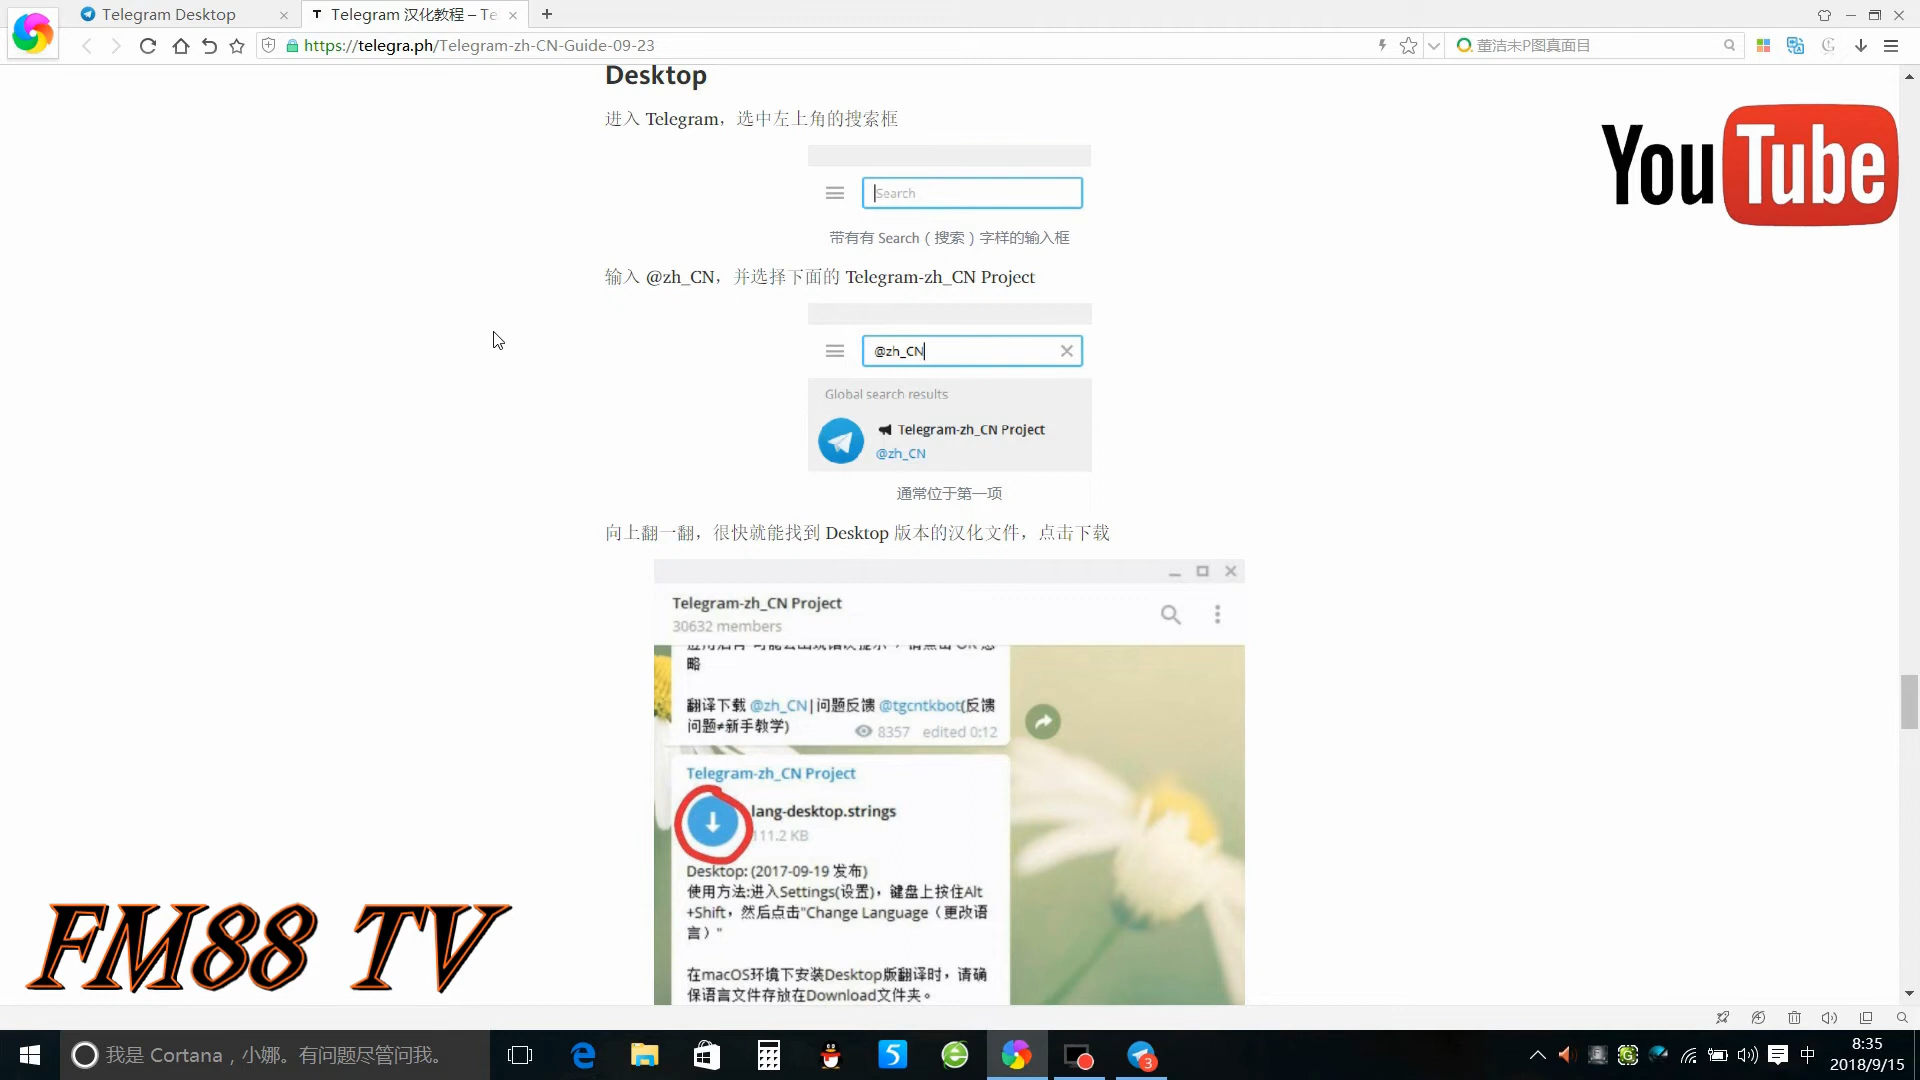 Telegram Desktop
Telegram 汉化教程 – Te
https://telegra.ph/Telegram-zh-CN-Guide-09-23
董洁未P图真面目
Desktop
进入 Telegram，选中左上角的搜索框
Search
带有有 Search（搜索）字样的输入框
输入 @zh_CN，并选择下面的 Telegram-zh_CN Project
@zh_CN
Global search results
Telegram-zh_CN Project
@zh_CN
通常位于第一项
向上翻一翻，很快就能找到 Desktop 版本的汉化文件，点击下载
Telegram-zh_CN Project
30632 members
略
翻译下载 @zh_CN|问题反馈 @tgcntkbot(反馈
问题≠新手教学)
8357 edited 0:12
Telegram-zh_CN Project
lang-desktop.strings
111.2 KB
Desktop: (2017-09-19 发布)
使用方法:进入Settings(设置)，键盘上按住Alt
+Shift，然后点击"Change Language（更改语
言）"
在macOS环境下安装Desktop版翻译时，请确
保语言文件存放在Download文件夹。
YouTube
FM88 TV
我是 Cortana，小娜。有问题尽管问我。
5
3
中
8:35
2018/9/15